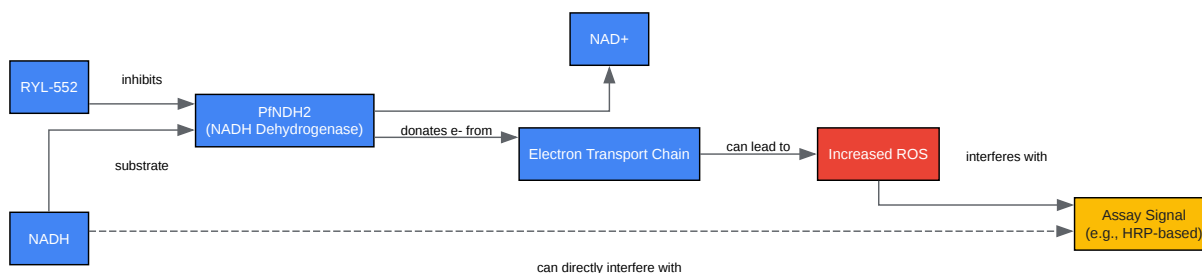 NAD+
RYL-552
inhibits
PfNDH2
(NADH Dehydrogenase)
donates e- from
Electron Transport Chain
can lead to
Increased ROS
interferes with
substrate
NADH
Assay Signal
(e.g., HRP-based)
can directly interfere with